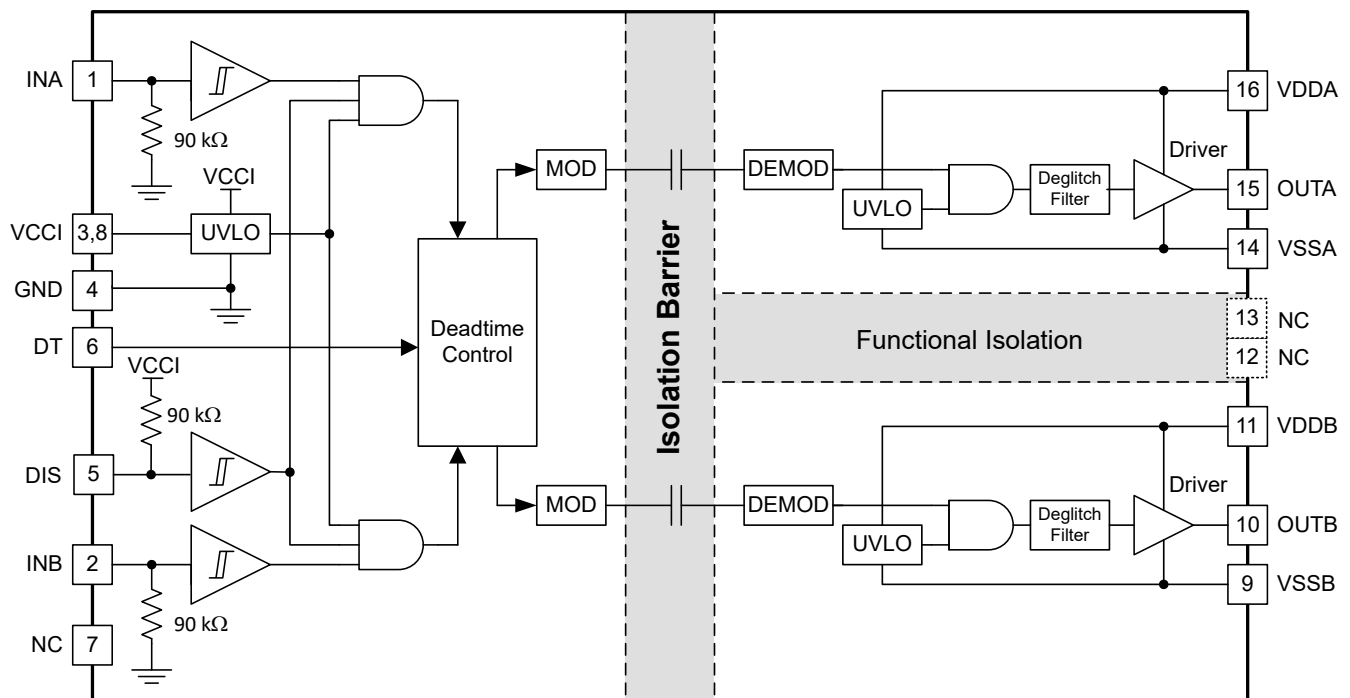 INA
1
90 kΩ
VCCI
VCCI
3,8
UVLO
GND
4
DT
6
VCCI
90 kΩ
DIS
5
INB
2
90 kΩ
NC
7
Deadtime
Control
MOD
MOD
Isolation Barrier
DEMOD
UVLO
Deglitch
Filter
Driver
16
VDDA
15
OUTA
14
VSSA
Functional Isolation
13
NC
12
NC
DEMOD
UVLO
Deglitch
Filter
Driver
11
VDDB
10
OUTB
9
VSSB